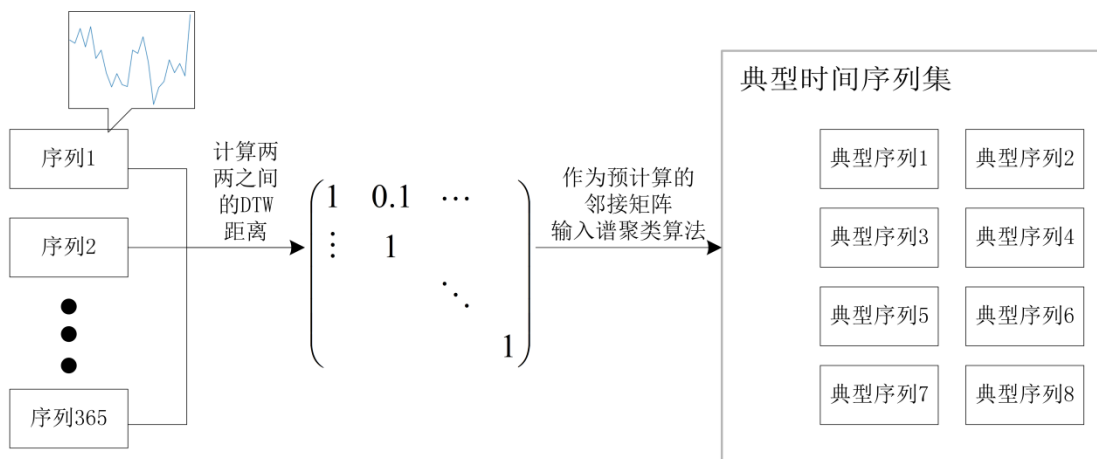 典型时间序列集
序列1
序列2
序列365
计算两
两之间
的DTW
距离
1 0.1 ⋯
⋮ 1
⋱
1
作为预计算的
邻接矩阵
输入谱聚类算法
典型序列1 典型序列2
典型序列3 典型序列4
典型序列5 典型序列6
典型序列7 典型序列8